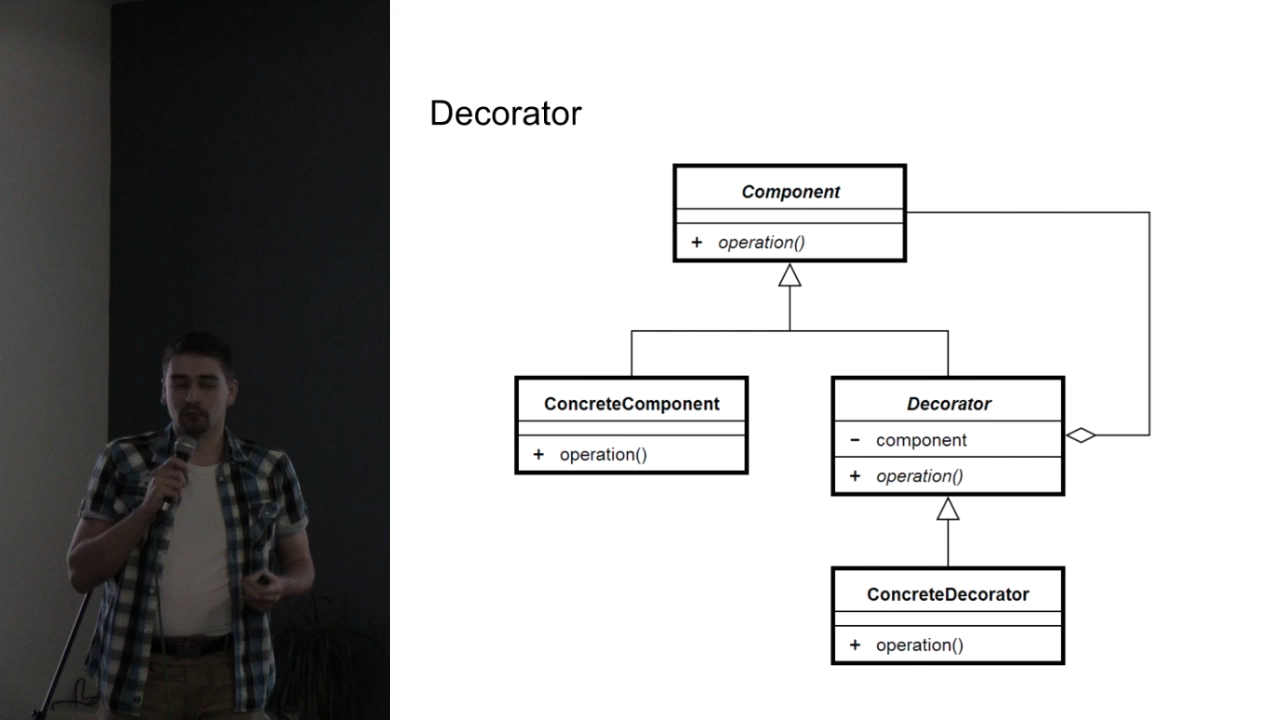 Decorator
Component
+ operation()
ConcreteComponent
+ operation()
Decorator
- component
+ operation()
ConcreteDecorator
+ operation()